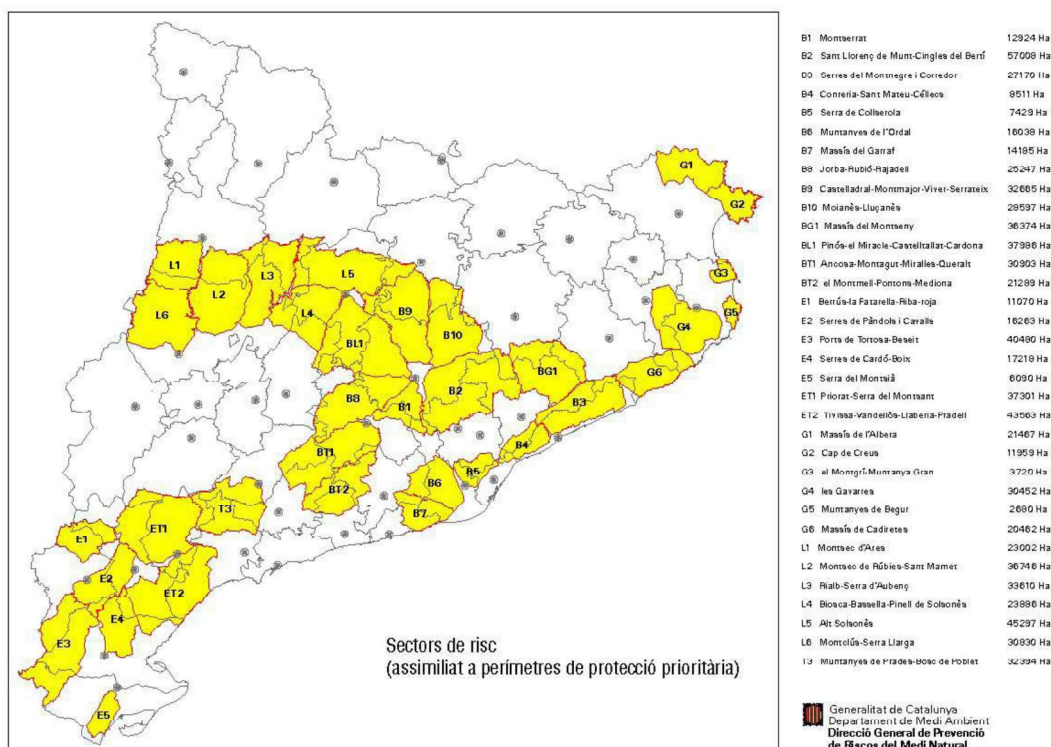 G1
G2
L1
L3
L5
G3
L2
L6
B9
G5
L4
G4
B10
BL1
BG1
G6
B2
B8
B1
B3
B4
BT1
B5
B6
BT2
T3
B7
ET1
E1
E2
ET2
E4
E3
E5
Sectors de risc
(assimiliat a perímetres de protecció prioritària)
B1 Montserrat 12924 Ha
B2 Sant Llorenç de Munt-Cingles del Bertí 57009 Ha
B3 Serres del Montnegre i Corredor 27170 Ha
B4 Conreria-Sant Mateu-Céllecs 9511 Ha
B5 Serra de Collserola 7429 Ha
B6 Muntanyes de l'Ordal 16039 Ha
B7 Massís del Garraf 14195 Ha
B8 Jorba-Rubió-Rajadell 25247 Ha
B9 Castelladral-Montmajor-Viver-Serrateix 32665 Ha
B10 Moianès-Lluçanès 29597 Ha
BG1 Massís del Montseny 36374 Ha
BL1 Pinós-el Miracle-Castelltallat-Cardona 37996 Ha
BT1 Ancosa-Montagut-Miralles-Queralt 30903 Ha
BT2 el Montmell-Pontons-Mediona 21289 Ha
E1 Berrús-la Fatarella-Riba-roja 11070 Ha
E2 Serres de Pàndols i Cavalls 16263 Ha
E3 Ports de Tortosa-Beseit 40490 Ha
E4 Serres de Cardó-Boix 17219 Ha
E5 Serra del Montsià 6090 Ha
ET1 Priorat-Serra del Montsant 37301 Ha
ET2 Tivissa-Vandellòs-Llaberia-Pradell 43563 Ha
G1 Massís de l'Albera 21467 Ha
G2 Cap de Creus 11959 Ha
G3 el Montgrí-Muntanya Gran 3720 Ha
G4 les Gavarres 30452 Ha
G5 Muntanyes de Begur 2690 Ha
G6 Massís de Cadiretes 20462 Ha
L1 Montsec d'Ares 23002 Ha
L2 Montsec de Rúbies-Sant Mamet 36746 Ha
L3 Rialb-Serra d'Aubenç 33610 Ha
L4 Biosca-Bassella-Pinell de Solsonès 23896 Ha
L5 Alt Solsonès 45297 Ha
L6 Montclús-Serra Llarga 30930 Ha
T3 Muntanyes de Prades-Bosc de Poblet 32394 Ha
Generalitat de Catalunya
Departament de Medi Ambient
Direcció General de Prevenció
de Riscos del Medi Natural